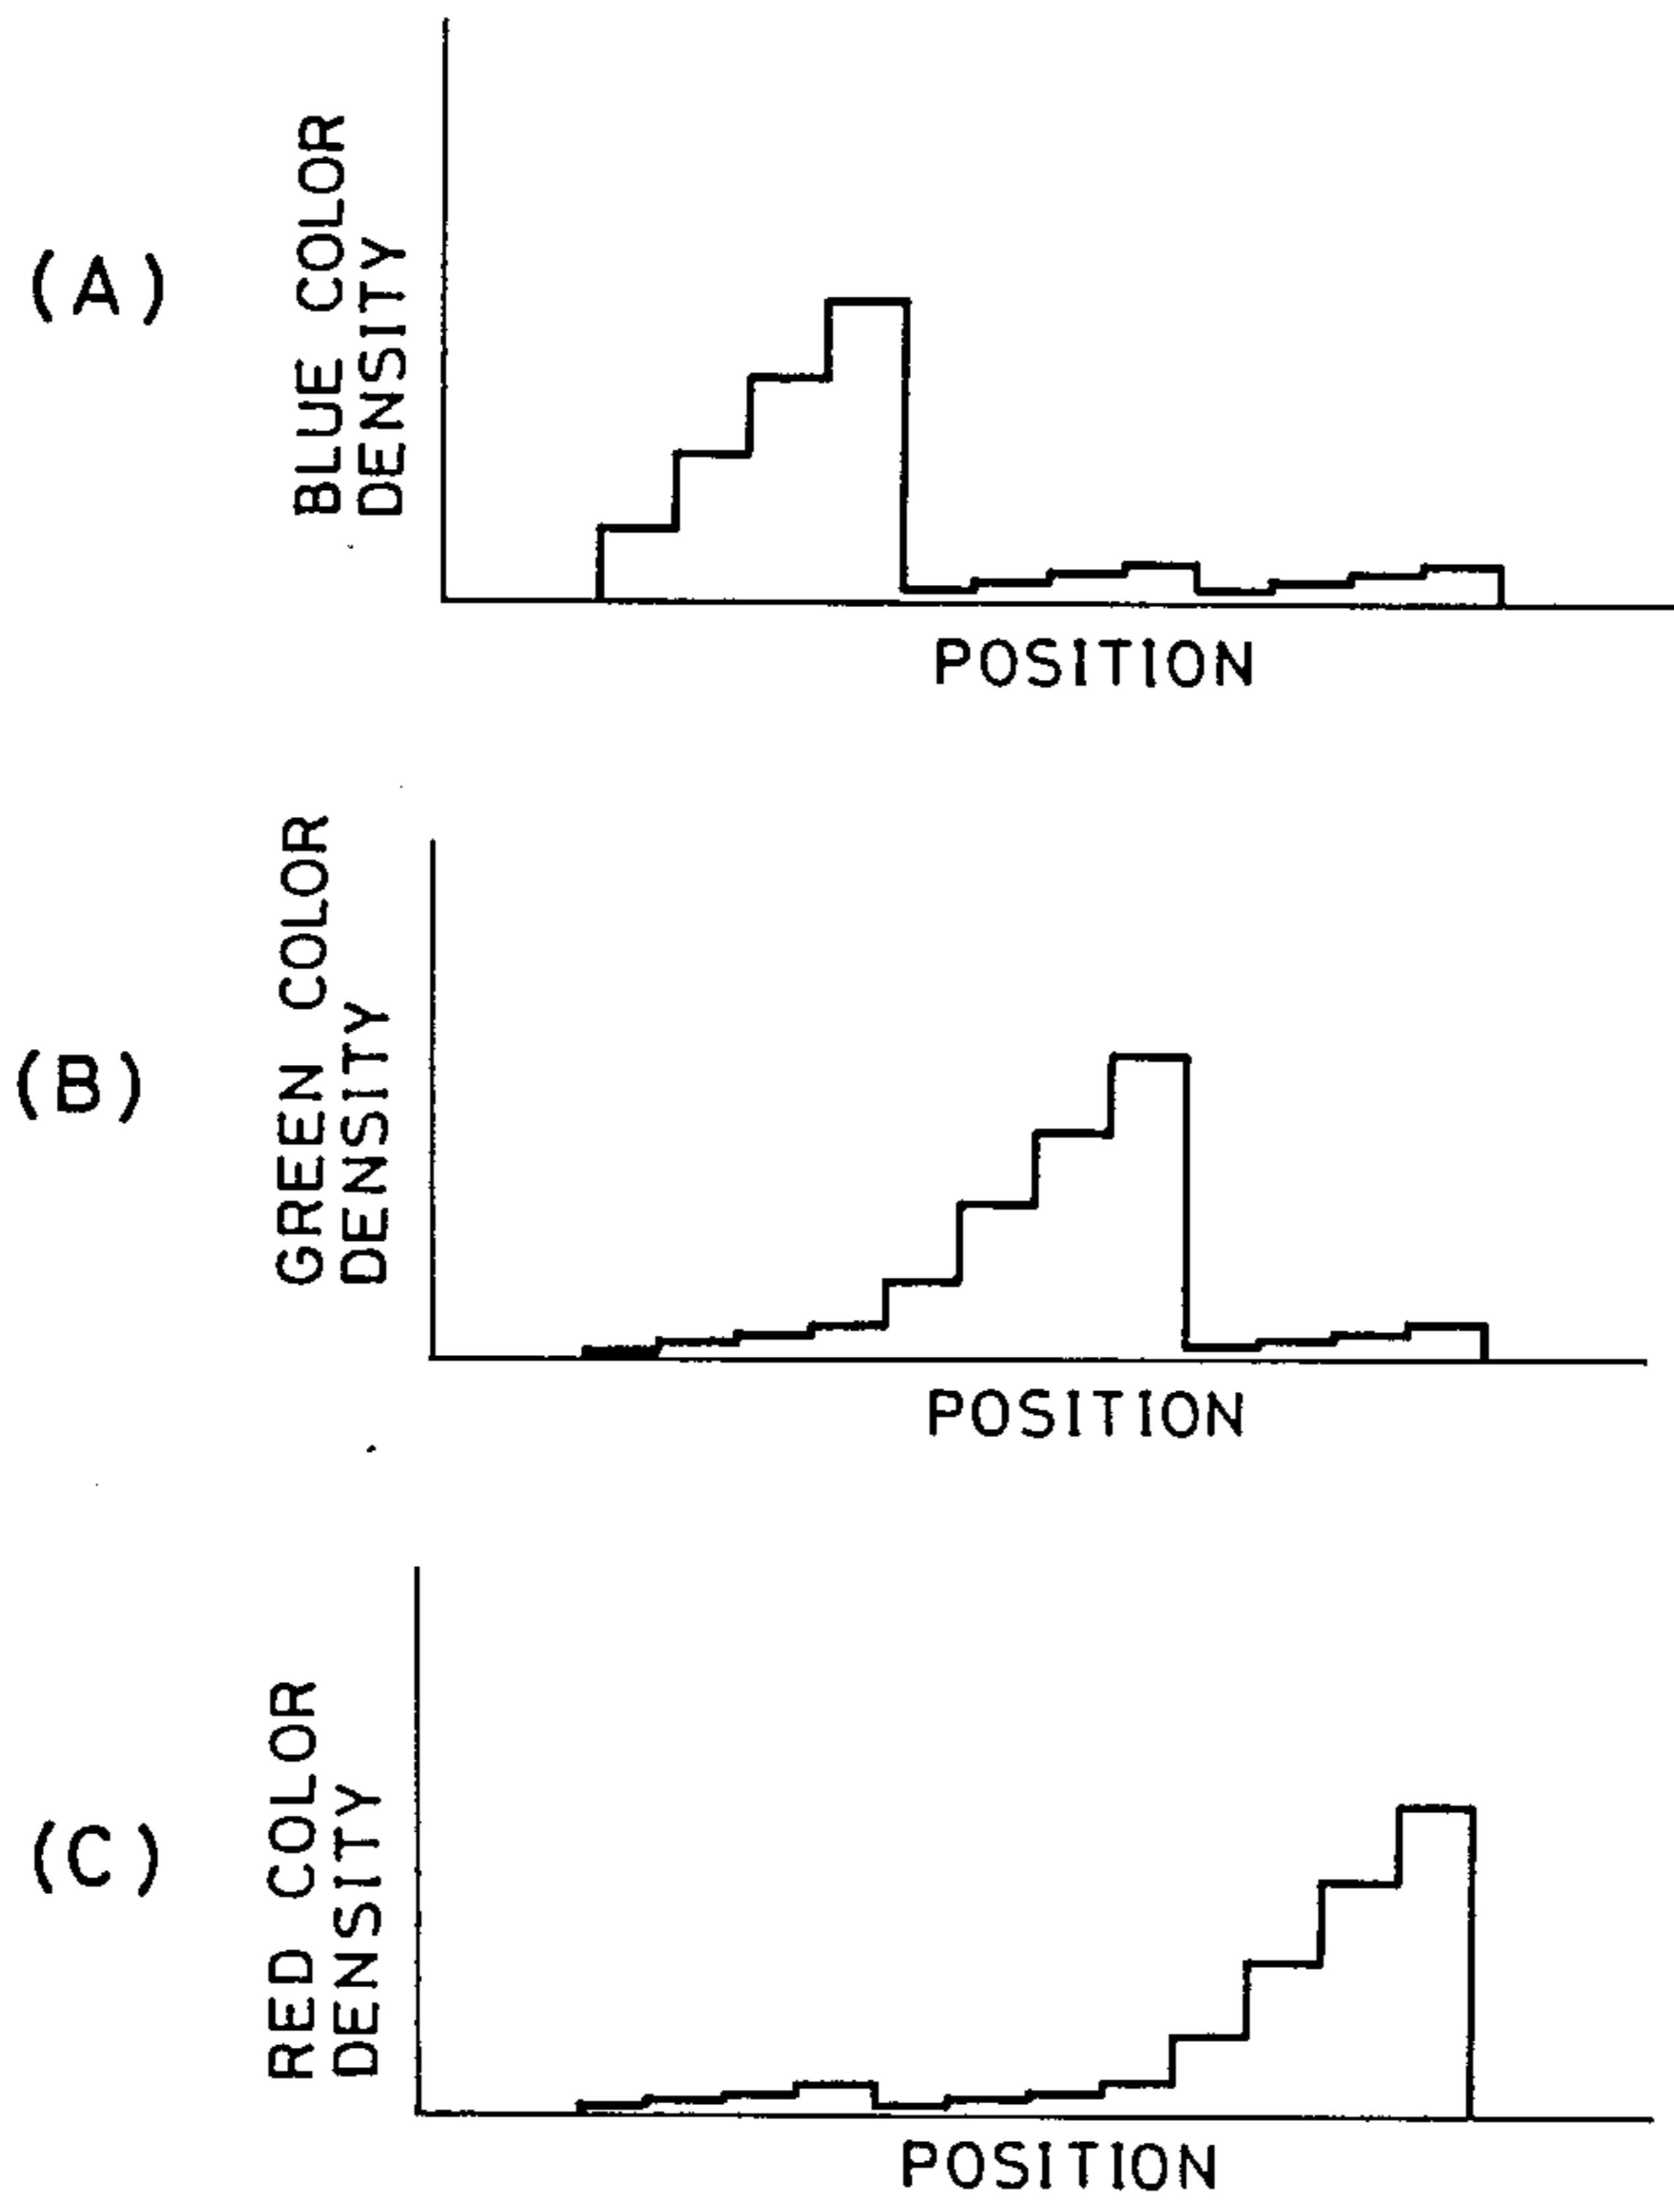 (A)
BLUE COLOR
DENSITY
POSITION
(B)
GREEN COLOR
DENSITY
POSITION
(C)
RED COLOR
DENSITY
POSITION